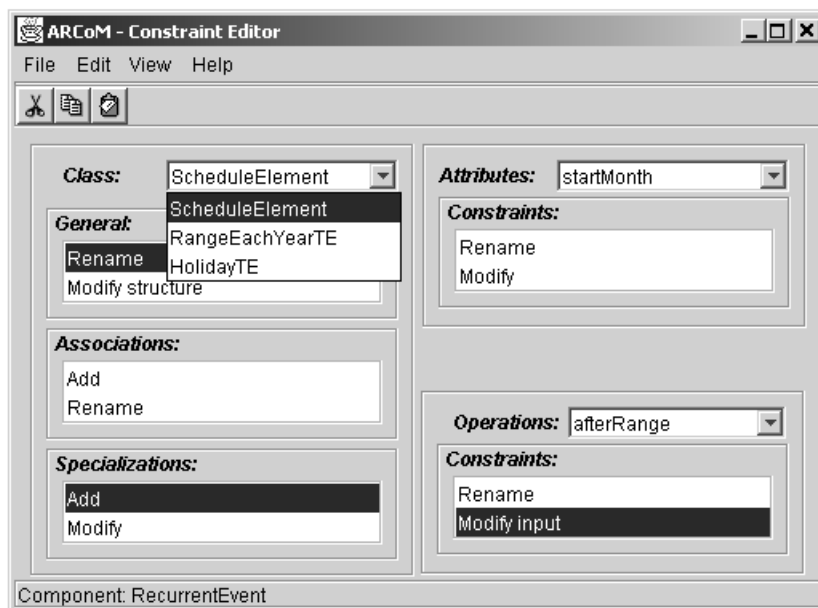 ARCoM - Constraint Editor
File Edit View Help
Class: ScheduleElement
ScheduleElement
RangeEachYearTE
HolidayTE
General:
Rename
Modify structure
Associations:
Add
Rename
Specializations:
Add
Modify
Attributes: startMonth
Constraints:
Rename
Modify
Operations: afterRange
Constraints:
Rename
Modify input
Component: RecurrentEvent